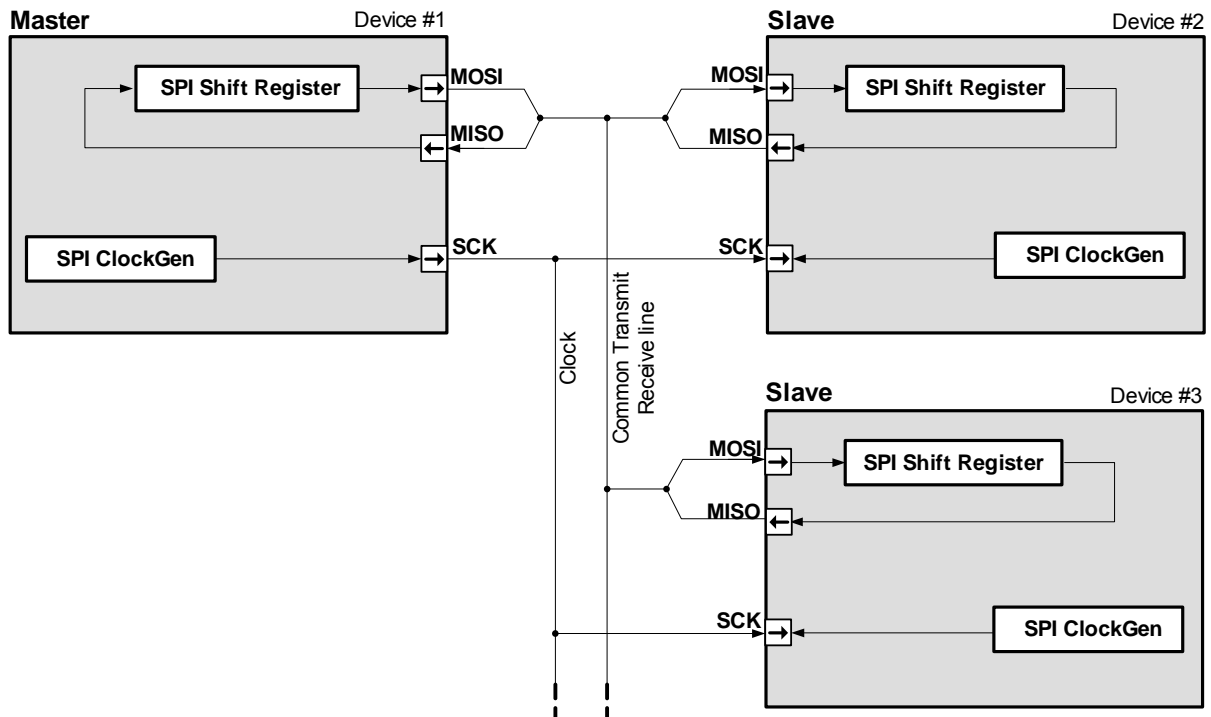 Master Device #1
SPI Shift Register
MOSI
MISO
SPI ClockGen
SCK
Slave Device #2
MOSI
SPI Shift Register
MISO
SCK
SPI ClockGen
Clock
Common Transmit
Receive line
Slave Device #3
MOSI
SPI Shift Register
MISO
SCK
SPI ClockGen